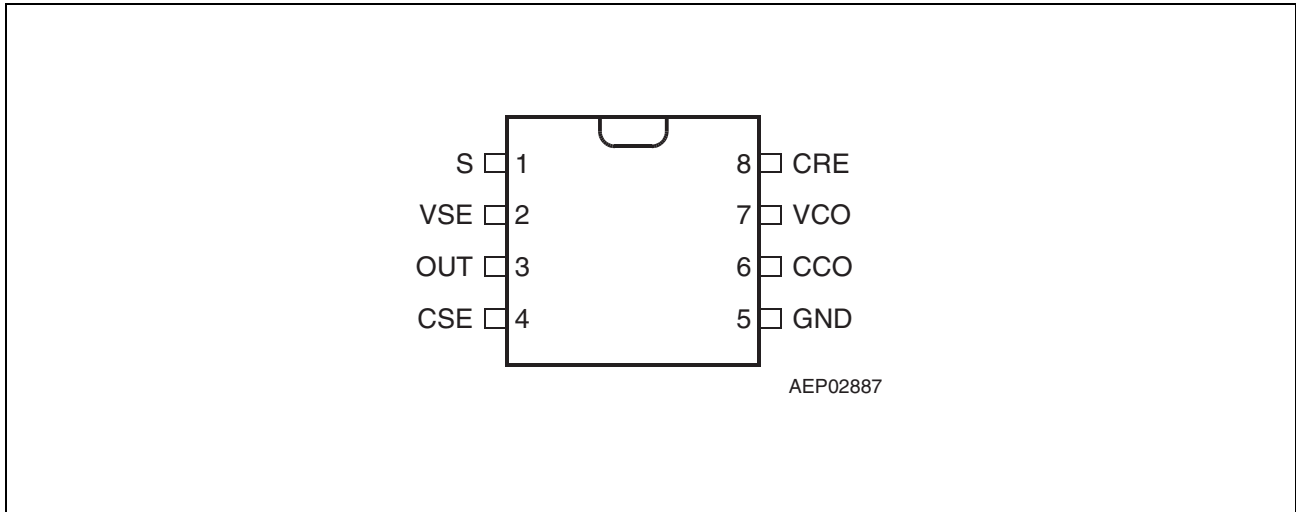 S 1 8 CRE
VSE 2 7 VCO
OUT 3 6 CCO
CSE 4 5 GND
AEP02887